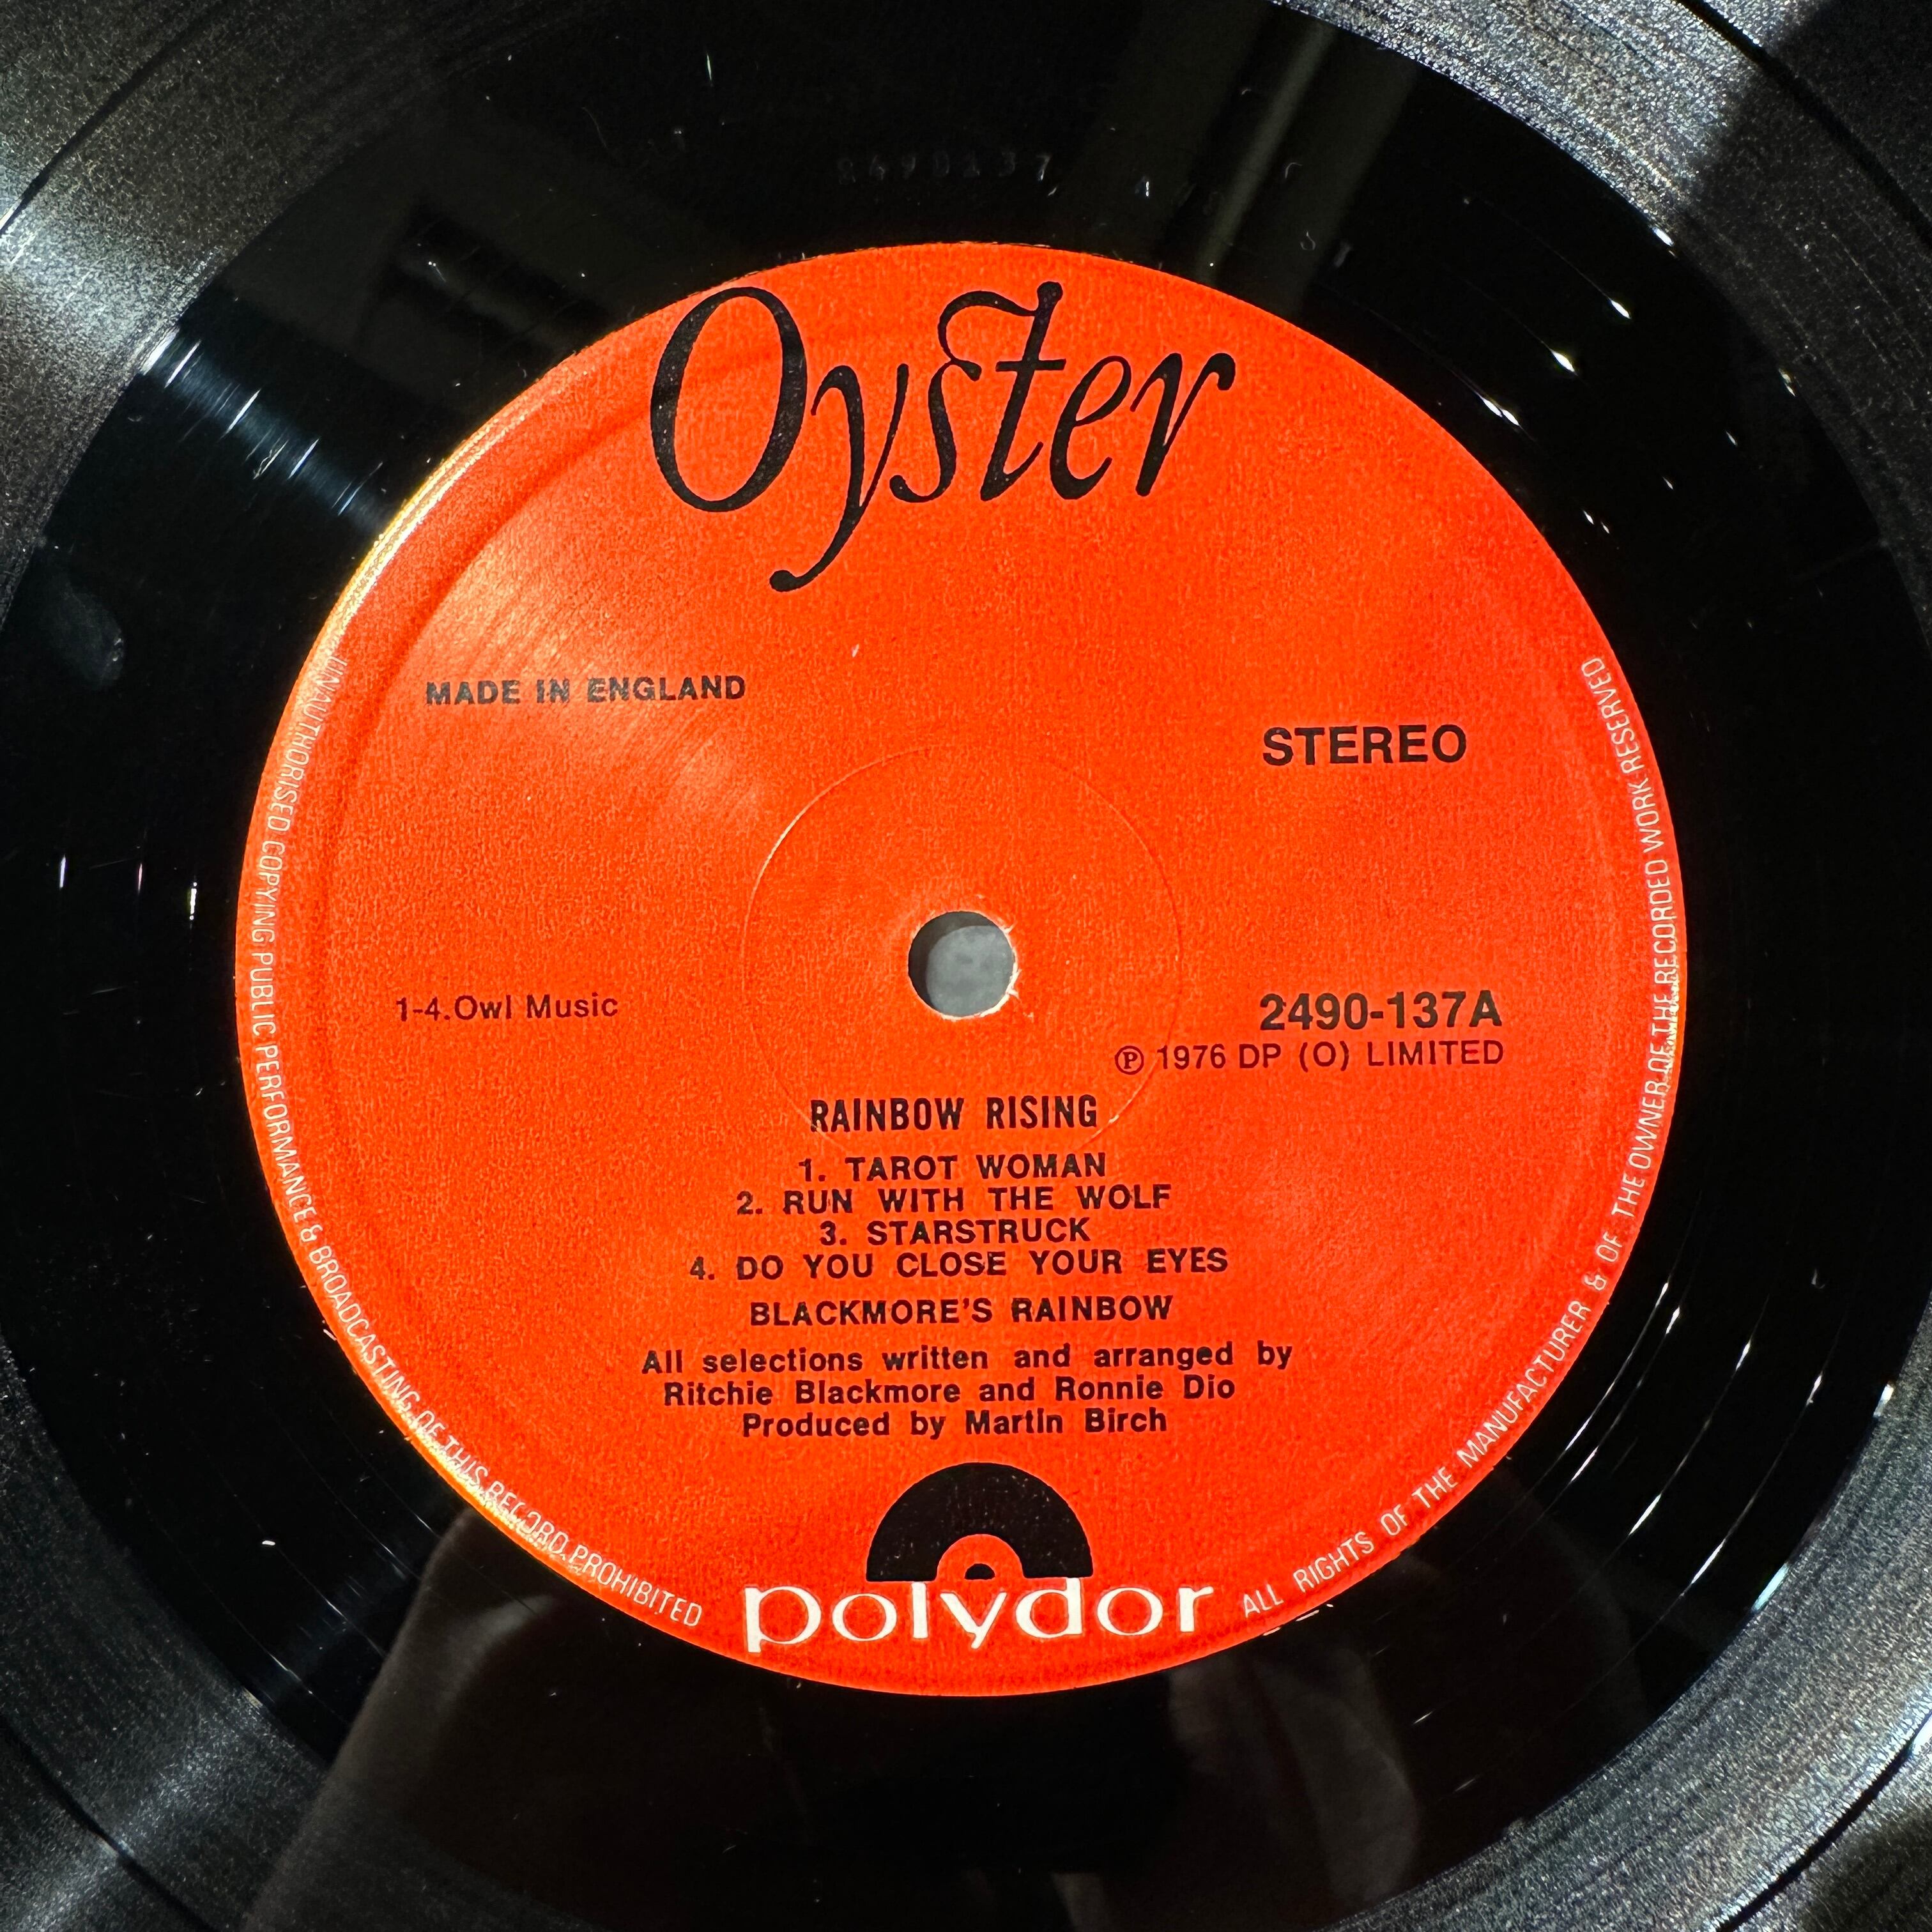 Oyster
MADE IN ENGLAND
STEREO
1-4.Owl Music
2490-137A
℗ 1976 DP (O) LIMITED
RAINBOW RISING
1. TAROT WOMAN
2. RUN WITH THE WOLF
3. STARSTRUCK
4. DO YOU CLOSE YOUR EYES
BLACKMORE'S RAINBOW
All selections written and arranged by
Ritchie Blackmore and Ronnie Dio
Produced by Martin Birch
polydor
UNAUTHORISED COPYING PUBLIC PERFORMANCE & BROADCASTING OF THIS RECORD PROHIBITED
ALL RIGHTS OF THE MANUFACTURER & OF THE OWNER OF THE RECORDED WORK RESERVED